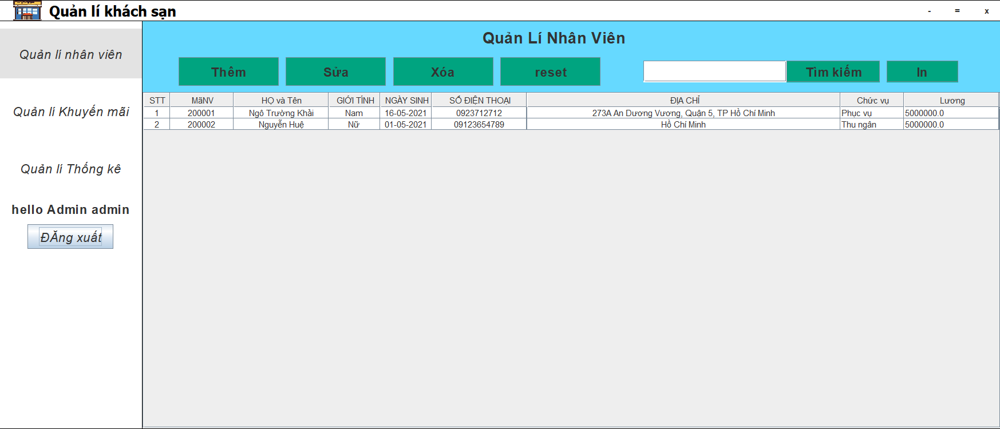 Quản lí khách sạn - = x
Quản lí nhân viên
Quản lí Khuyến mãi
Quản lí Thống kê
hello Admin admin
ĐĂng xuất
Quản Lí Nhân Viên
Thêm Sửa Xóa reset Tìm kiếm In
STT MãNV HỌ và Tên GIỚI TÍNH NGÀY SINH SỐ ĐIỆN THOẠI ĐỊA CHỈ Chức vụ Lương
1 200001 Ngô Trường Khải Nam 16-05-2021 0923712712 273A An Dương Vương, Quận 5, TP Hồ Chí Minh Phục vụ 5000000.0
2 200002 Nguyễn Huệ Nữ 01-05-2021 09123654789 Hồ Chí Minh Thu ngân 5000000.0